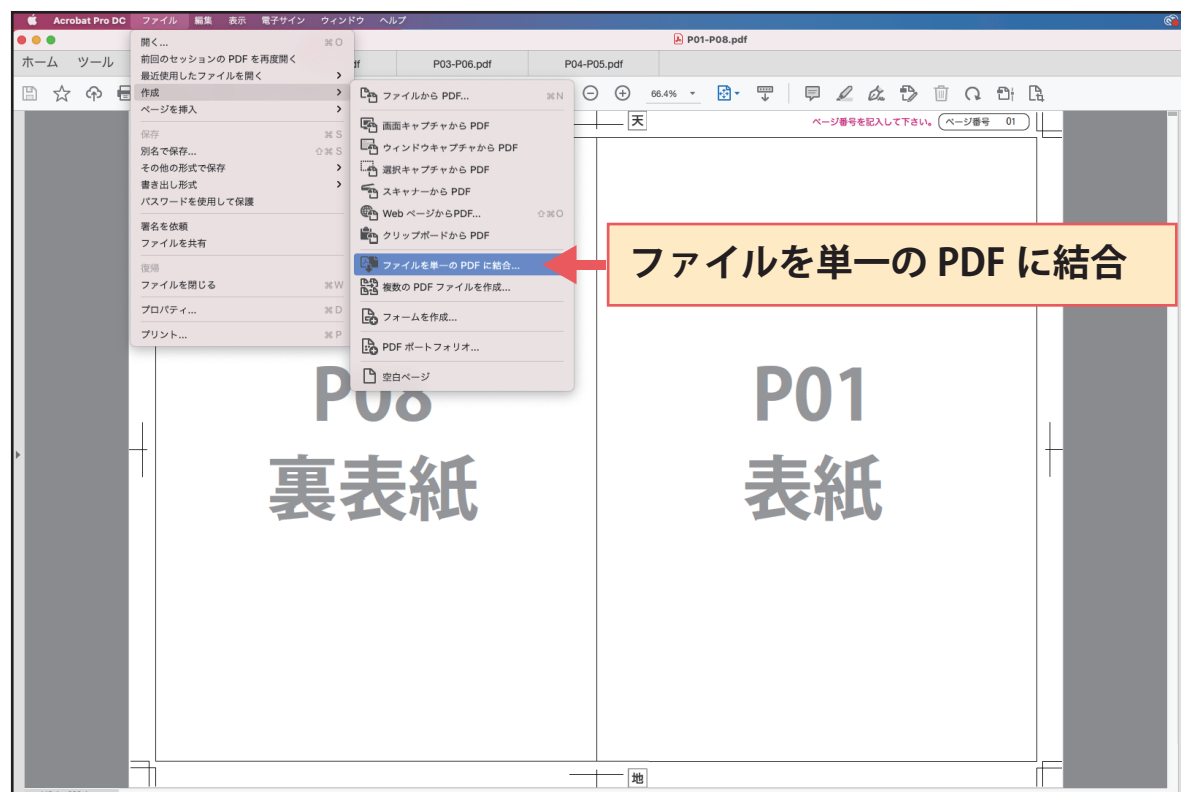 Acrobat Pro DC ファイル 編集 表示 電子サイン ウィンドウ ヘルプ
P01-P08.pdf
ホーム ツール
P03-P06.pdf
P04-P05.pdf
66.4%
開く... ⌘O
前回のセッションの PDF を再度開く
最近使用したファイルを開く >
作成 >
ページを挿入 >
保存 ⌘S
別名で保存... ⇧⌘S
その他の形式で保存 >
書き出し形式 >
パスワードを使用して保護
署名を依頼
ファイルを共有
復帰
ファイルを閉じる ⌘W
プロパティ... ⌘D
プリント... ⌘P
ファイルから PDF... ⌘N
画面キャプチャから PDF
ウィンドウキャプチャから PDF
選択キャプチャから PDF
スキャナーから PDF
Web ページからPDF... ⇧⌘O
クリップボードから PDF
ファイルを単一の PDF に結合...
複数の PDF ファイルを作成...
フォームを作成...
PDF ポートフォリオ...
空白ページ
天
ページ番号を記入して下さい。
ページ番号 01
ファイルを単一の PDF に結合
P08
裏表紙
P01
表紙
地